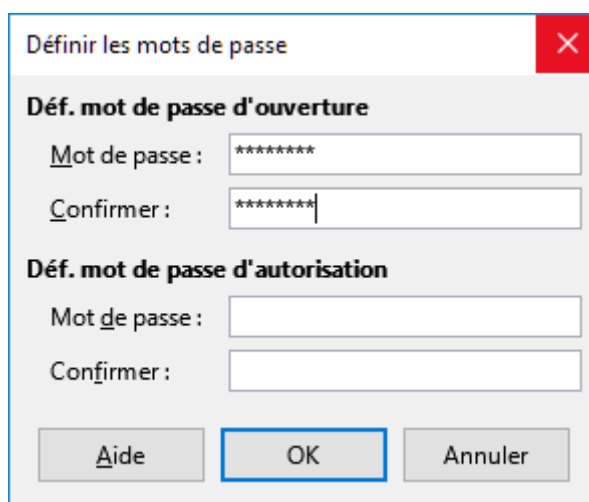 Définir les mots de passe
Déf. mot de passe d'ouverture
Mot de passe : ********
Confirmer : ********
Déf. mot de passe d'autorisation
Mot de passe :
Confirmer :
Aide OK Annuler